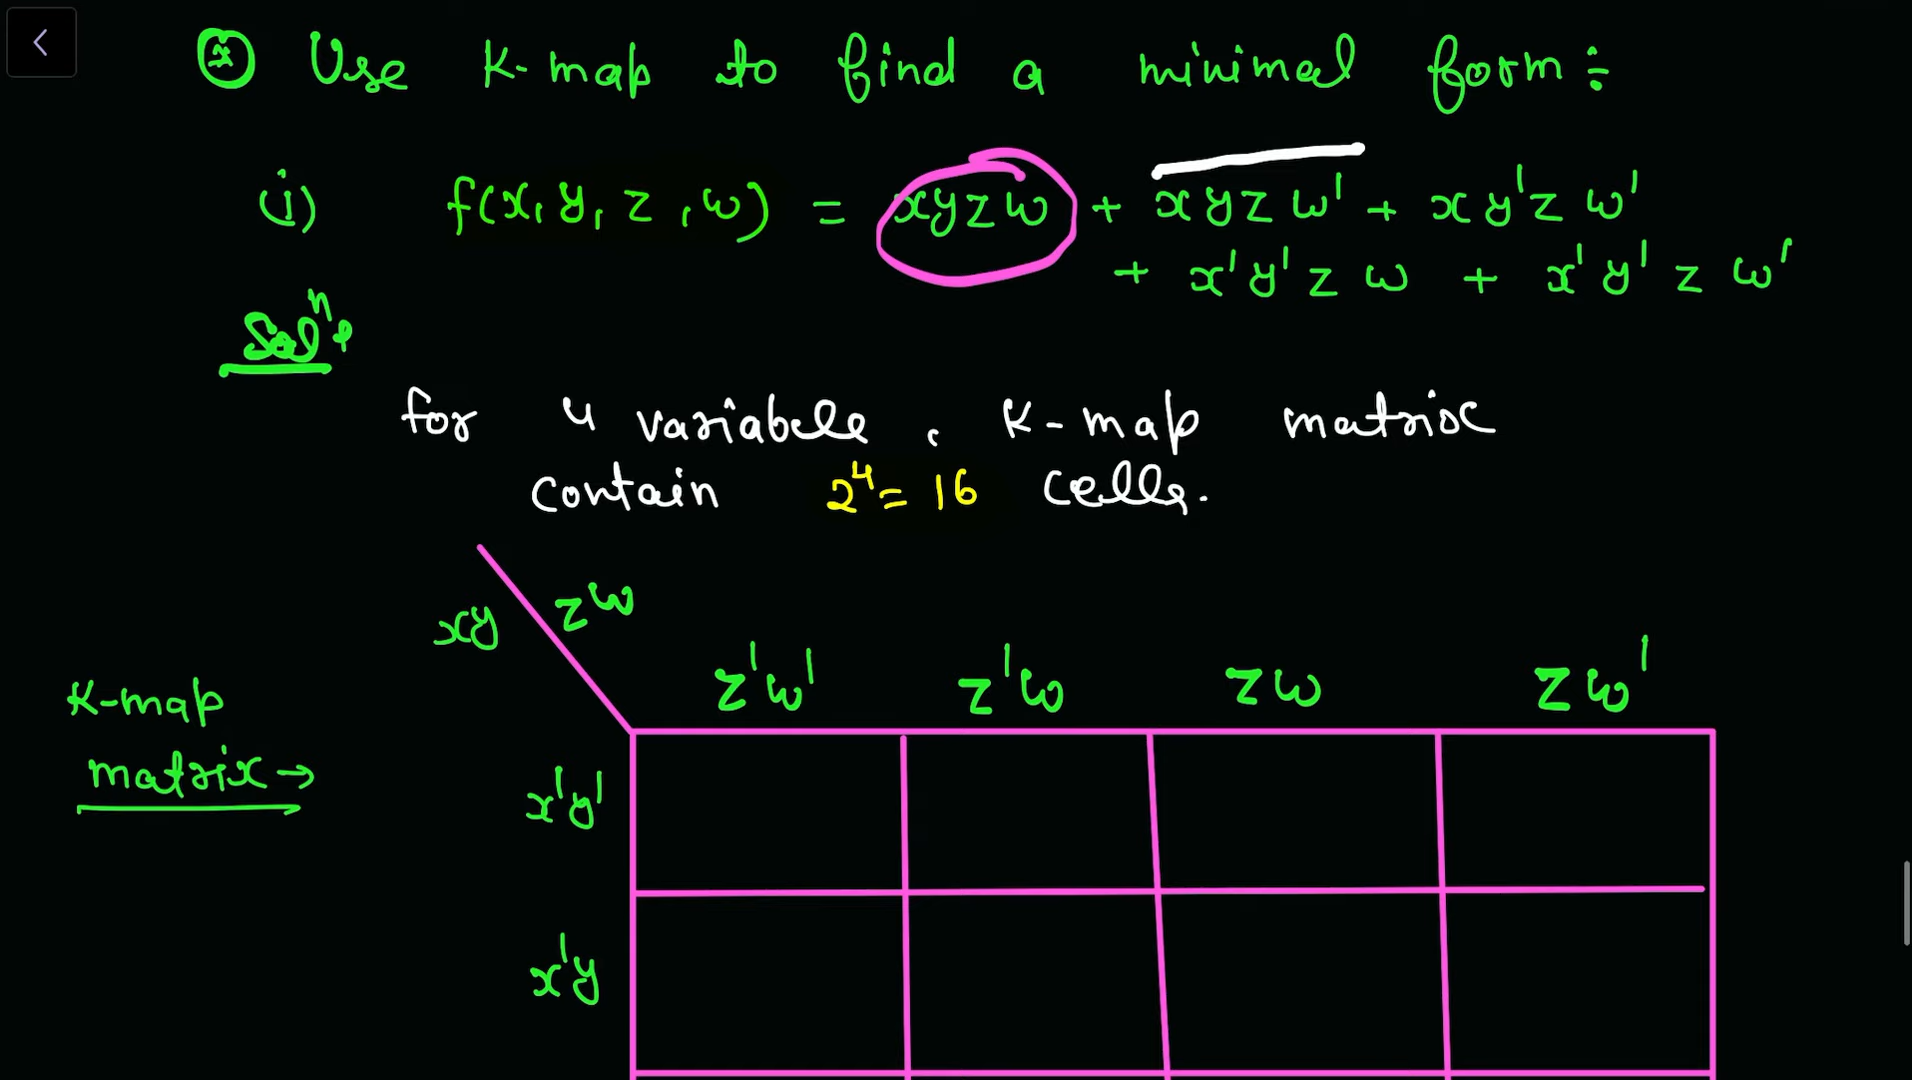 Use K-map to find a minimal form :
(i) f(x, y, z, w) = xyzw + xyzw' + xy'zw'
+ x'y'zw + x'y'zw'
Solⁿ:
for 4 variabele, K-map matrix
contain 2⁴ = 16 cells.
xy zw
z'w' z'w zw zw'
K-map
matrix →
x'y'
x'y